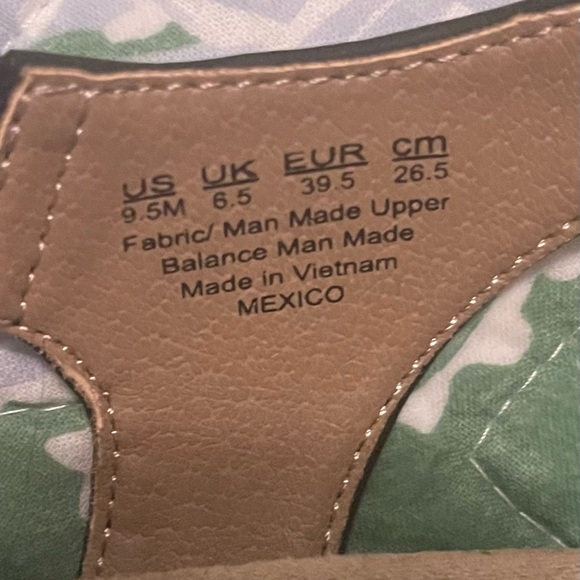 US UK EUR cm
9.5M 6.5 39.5 26.5
Fabric/ Man Made Upper
Balance Man Made
Made in Vietnam
MEXICO